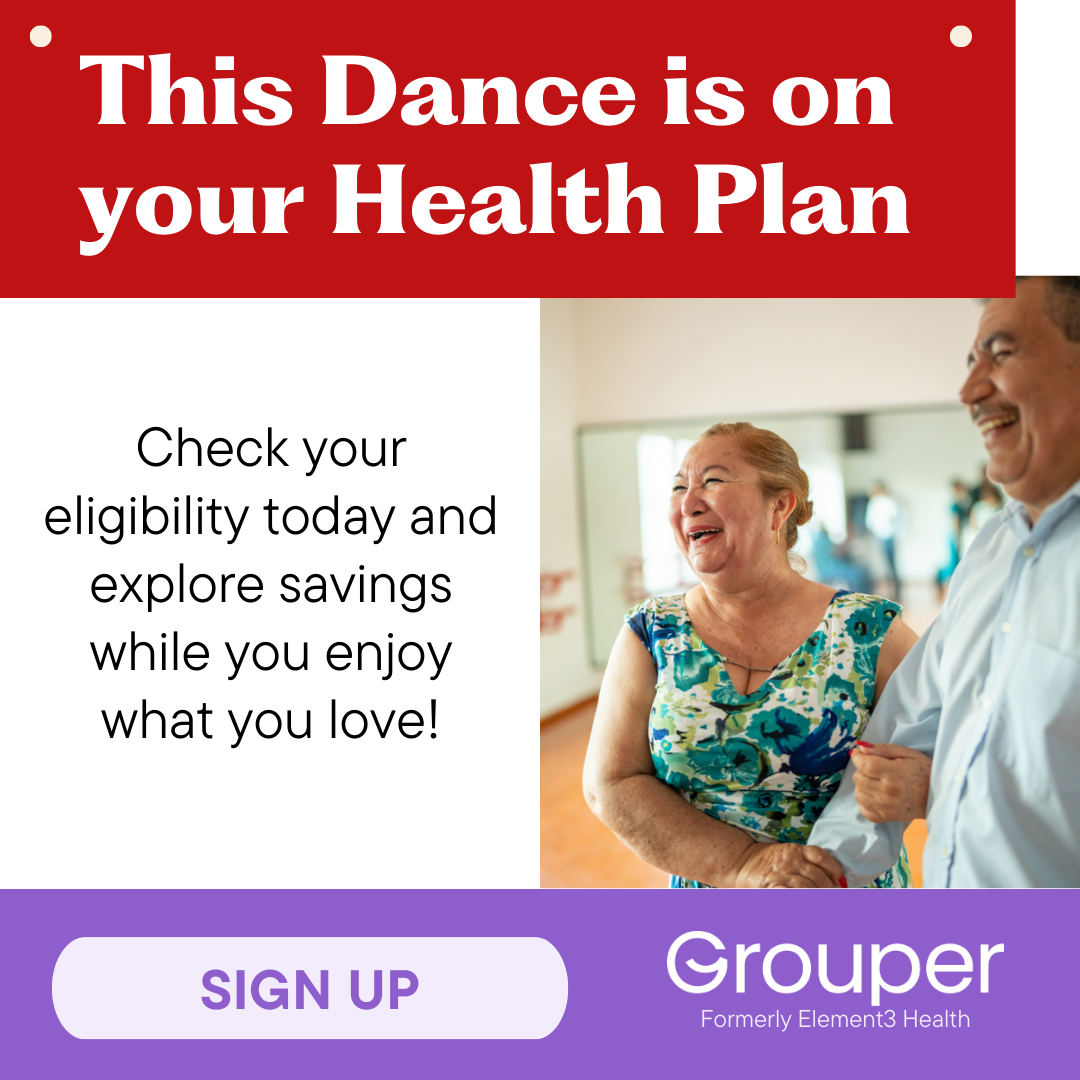 This Dance is on
your Health Plan
Check your
eligibility today and
explore savings
while you enjoy
what you love!
SIGN UP
Grouper
Formerly Element3 Health